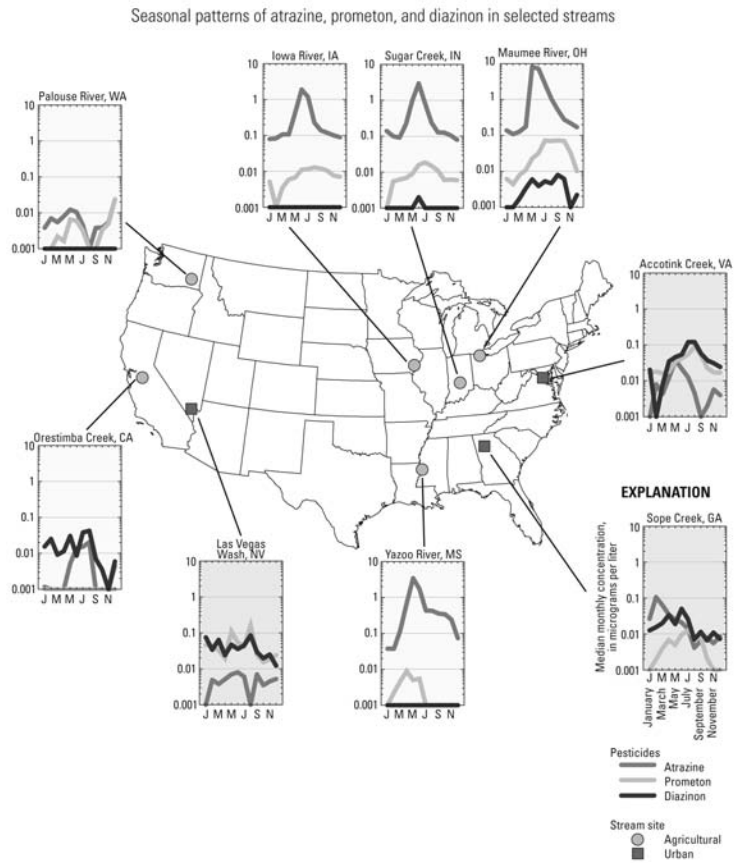 Seasonal patterns of atrazine, prometon, and diazinon in selected streams
Iowa River, IA
10
1
0.1
0.01
0.001
J M M J S N
Sugar Creek, IN
10
1
0.1
0.01
0.001
J M M J S N
Maumee River, OH
10
1
0.1
0.01
0.001
J M M J S N
Palouse River, WA
10
1
0.1
0.01
0.001
J M M J S N
Accotink Creek, VA
10
1
0.1
0.01
0.001
J M M J S N
Orestimba Creek, CA
10
1
0.1
0.01
0.001
J M M J S N
Las Vegas
Wash, NV
10
1
0.1
0.01
0.001
J M M J S N
Yazoo River, MS
10
1
0.1
0.01
0.001
J M M J S N
EXPLANATION
Sope Creek, GA
Median monthly concentration,
in micrograms per liter
10
1
0.1
0.01
0.001
J M M J S N
January
March
May
July
September
November
Pesticides
Atrazine
Prometon
Diazinon
Stream site
Agricultural
Urban